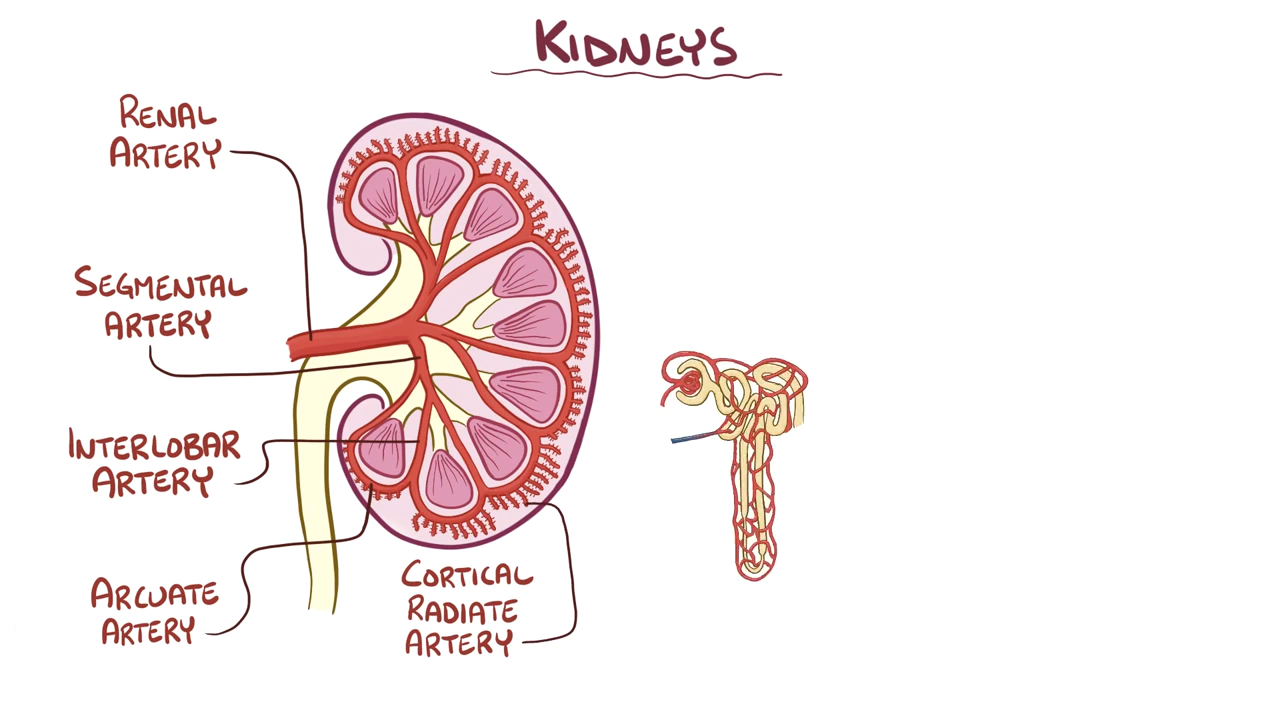 KIDNEYS
RENAL
ARTERY
SEGMENTAL
ARTERY
INTERLOBAR
ARTERY
ARCUATE
ARTERY
CORTICAL
RADIATE
ARTERY